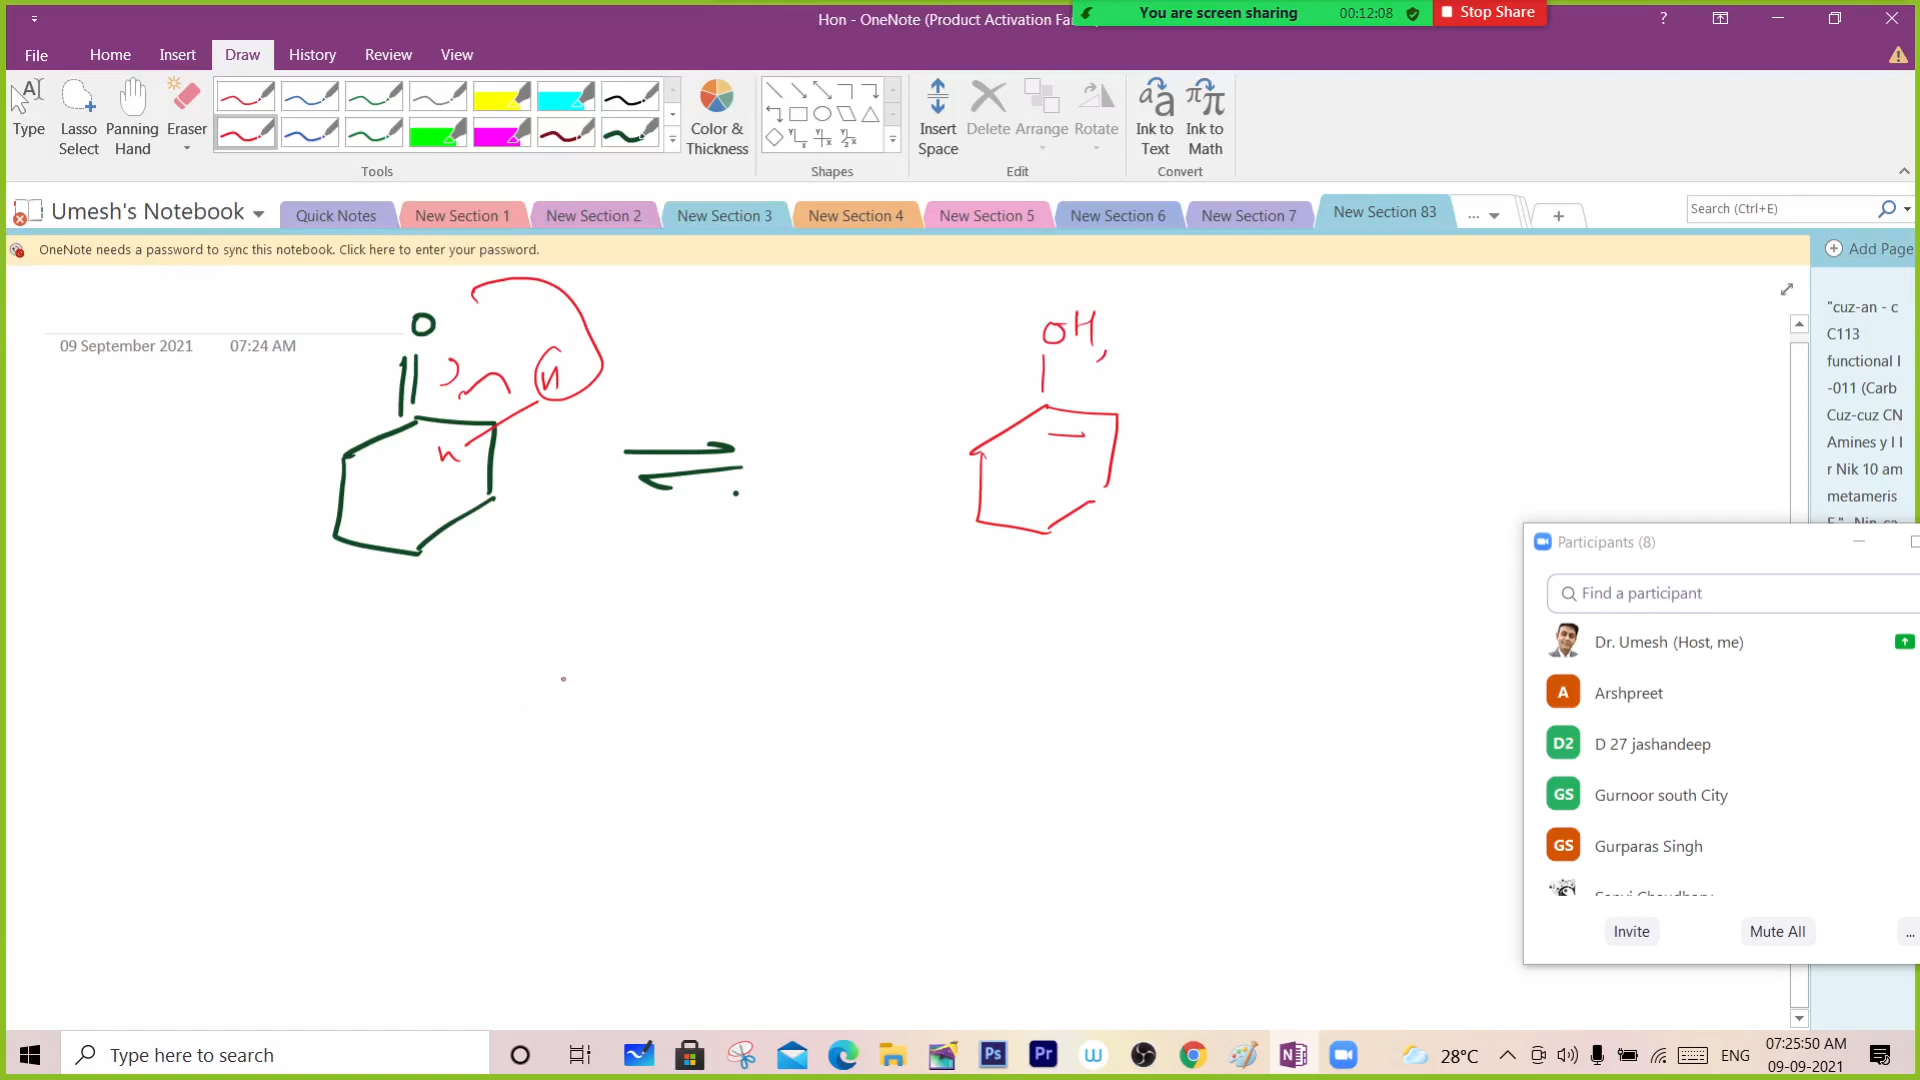 Hon - OneNote (Product Activation Fa
You are screen sharing
00:12:08
Stop Share
?
File
Home
Insert
Draw
History
Review
View
Type
Lasso
Select
Panning
Hand
Eraser
Color &
Thickness
Insert
Space
Delete
Arrange
Rotate
Ink to
Text
Ink to
Math
Tools
Shapes
Edit
Convert
Umesh's Notebook
Quick Notes
New Section 1
New Section 2
New Section 3
New Section 4
New Section 5
New Section 6
New Section 7
New Section 83
...
Search (Ctrl+E)
OneNote needs a password to sync this notebook. Click here to enter your password.
Add Page
09 September 2021
07:24 AM
O
H
H
OH,
"cuz-an - c
C113
functional I
-011 (Carb
Cuz-cuz CN
Amines y I I
r Nik 10 am
metameris
Participants (8)
Find a participant
Dr. Umesh (Host, me)
A
Arshpreet
D2
D 27 jashandeep
GS
Gurnoor south City
GS
Gurparas Singh
Invite
Mute All
...
Type here to search
Ps
Pr
28°C
ENG
07:25:50 AM
09-09-2021